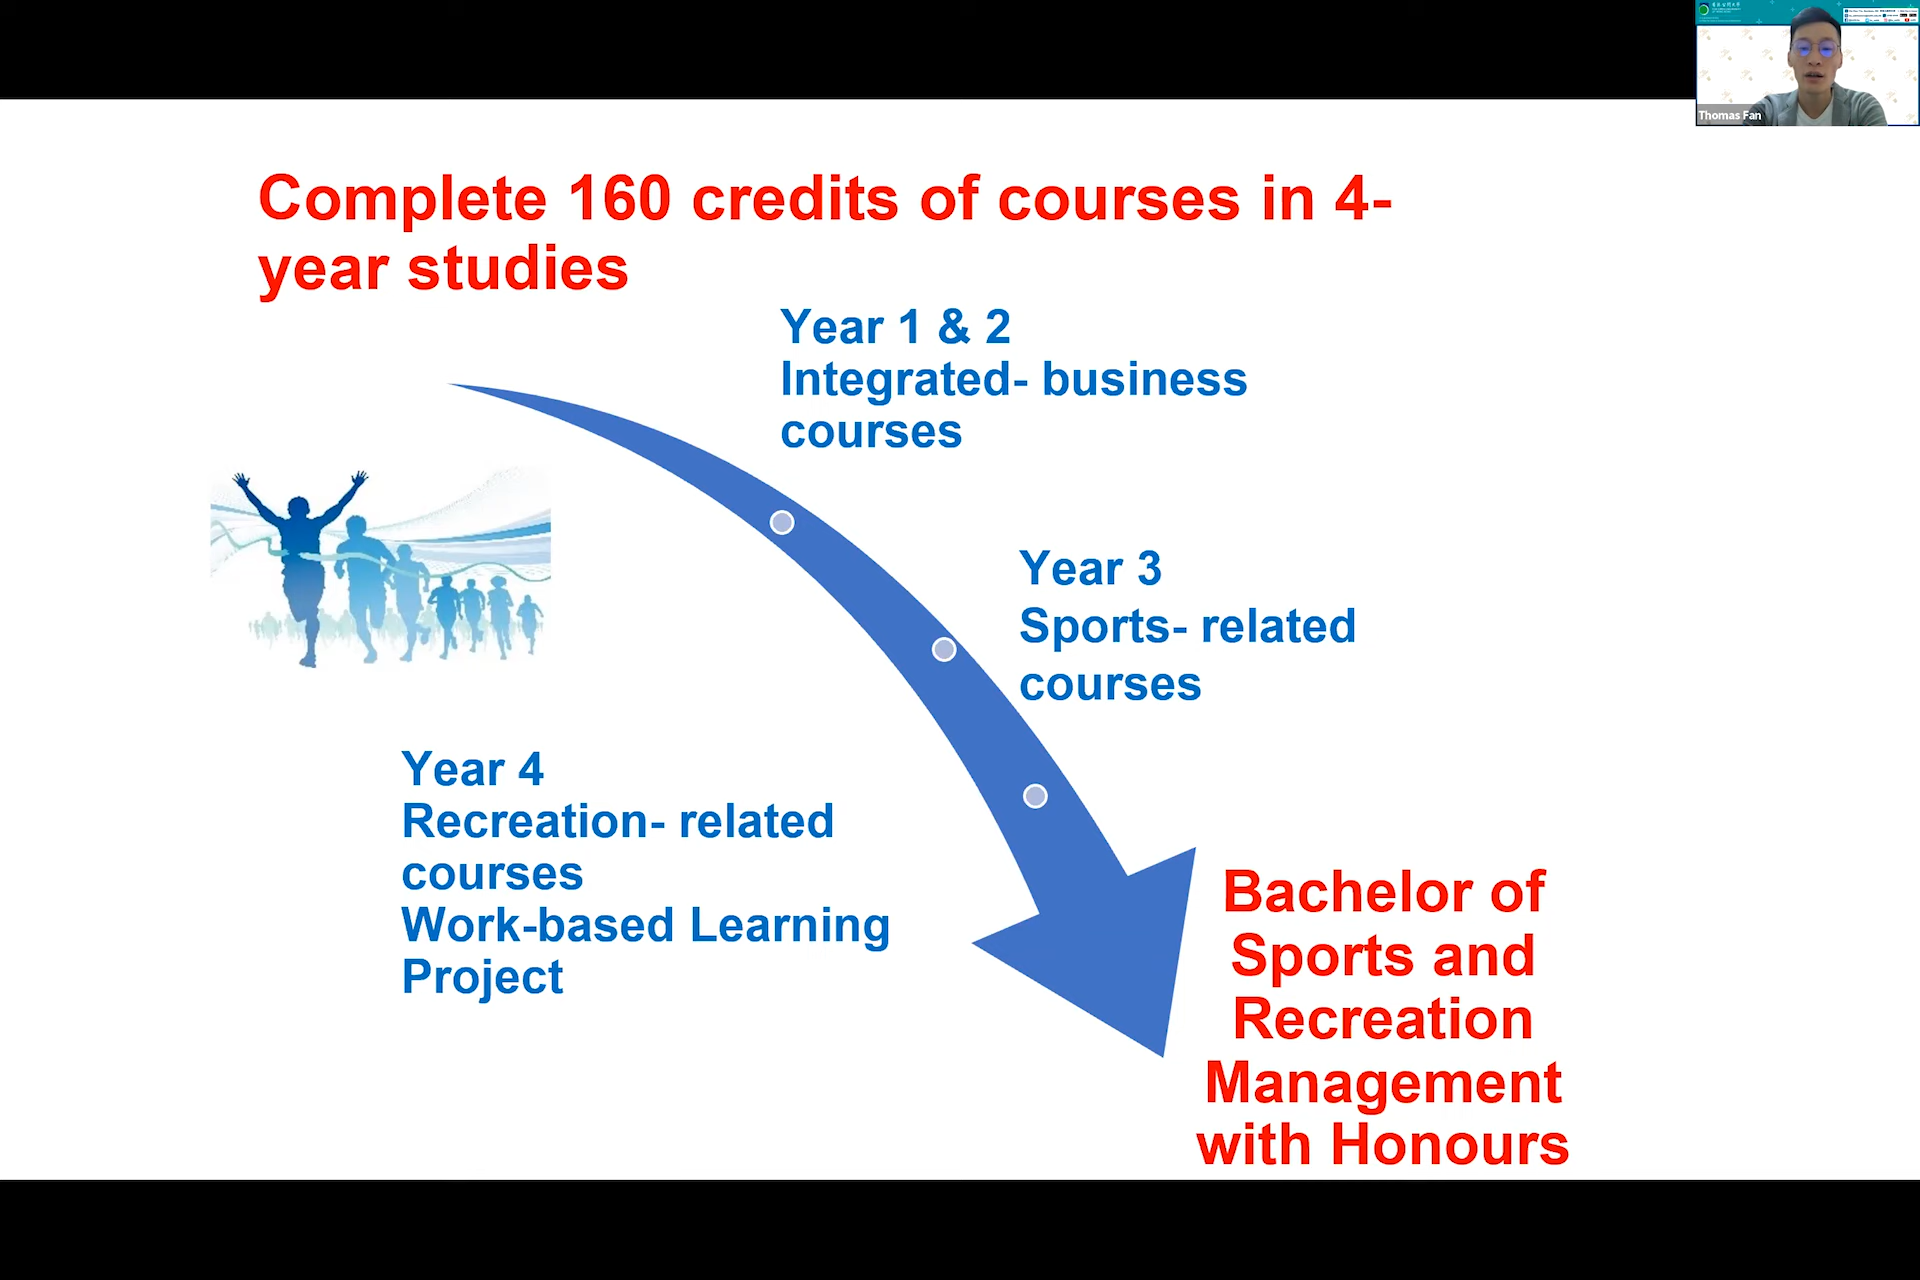 Complete 160 credits of courses in 4-
year studies
Year 1 & 2
Integrated- business
courses
Year 3
Sports- related
courses
Year 4
Recreation- related
courses
Work-based Learning
Project
Bachelor of
Sports and
Recreation
Management
with Honours
Thomas Fan